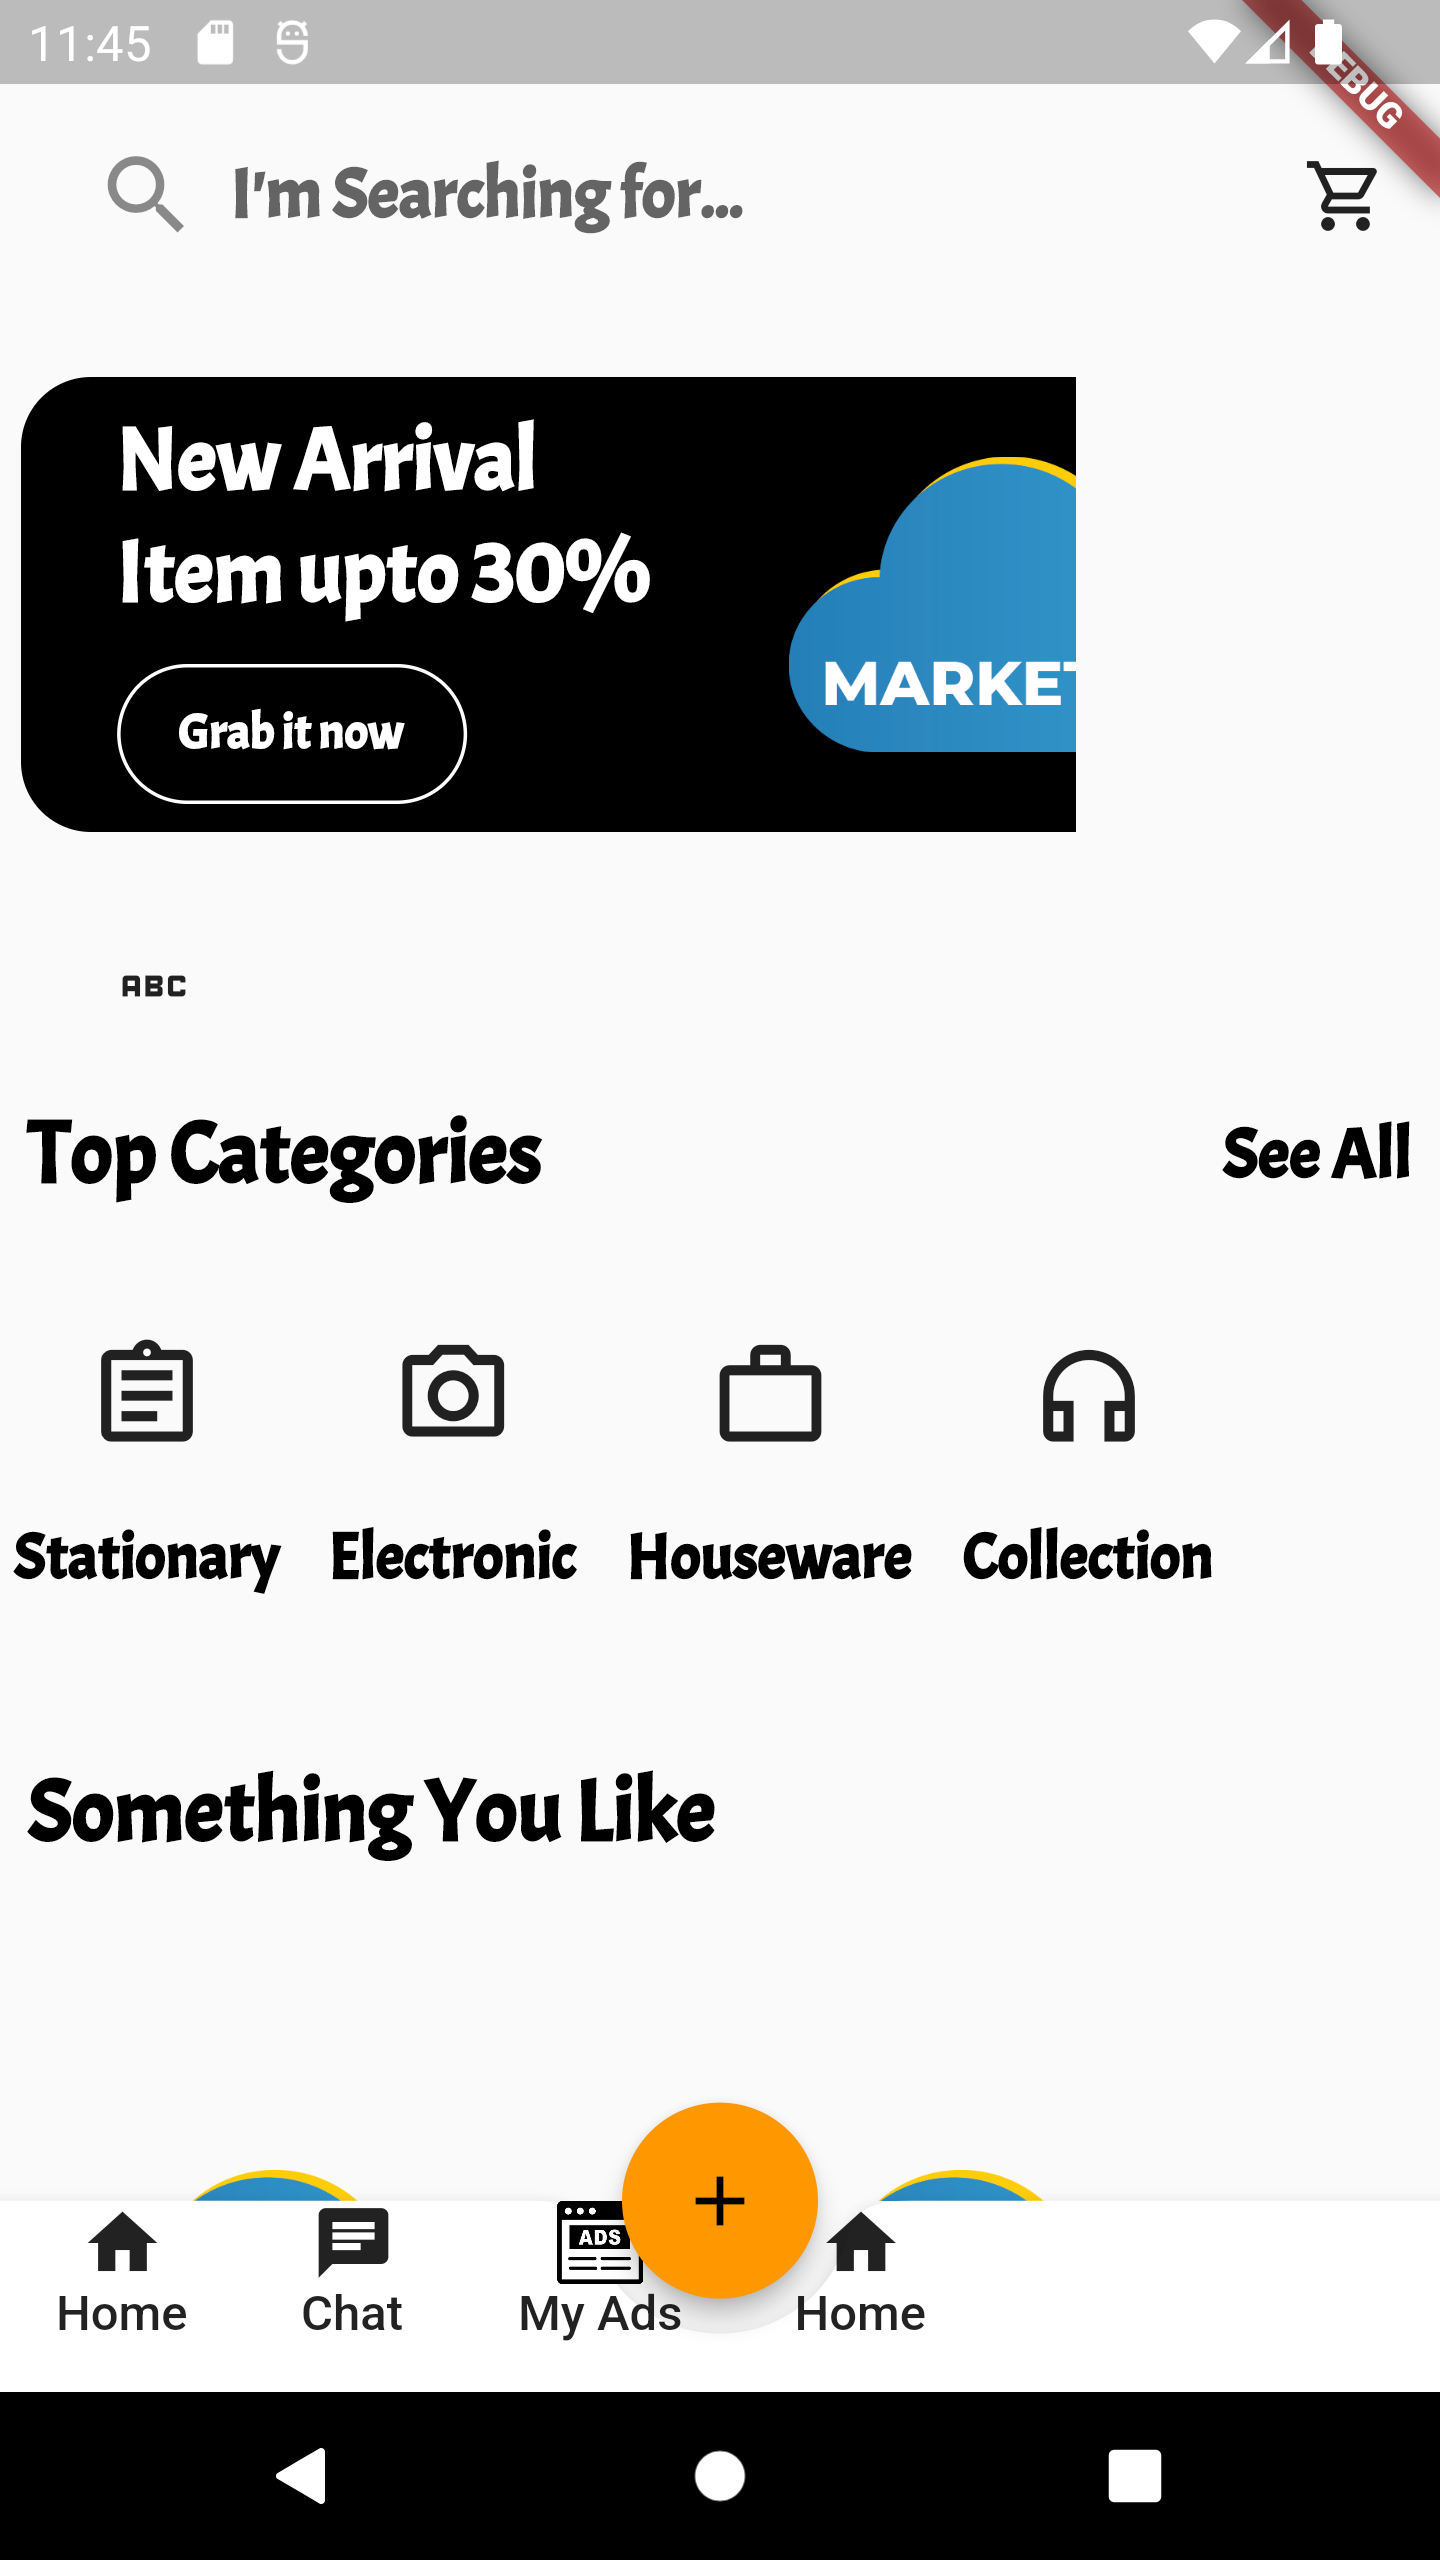 11:45
DEBUG
I'm Searching for...
New Arrival
Item upto 30%
MARKET
Grab it now
ABC
Top Categories
See All
Stationary
Electronic
Houseware
Collection
Something You Like
ADS
Home
Chat
My Ads
Home